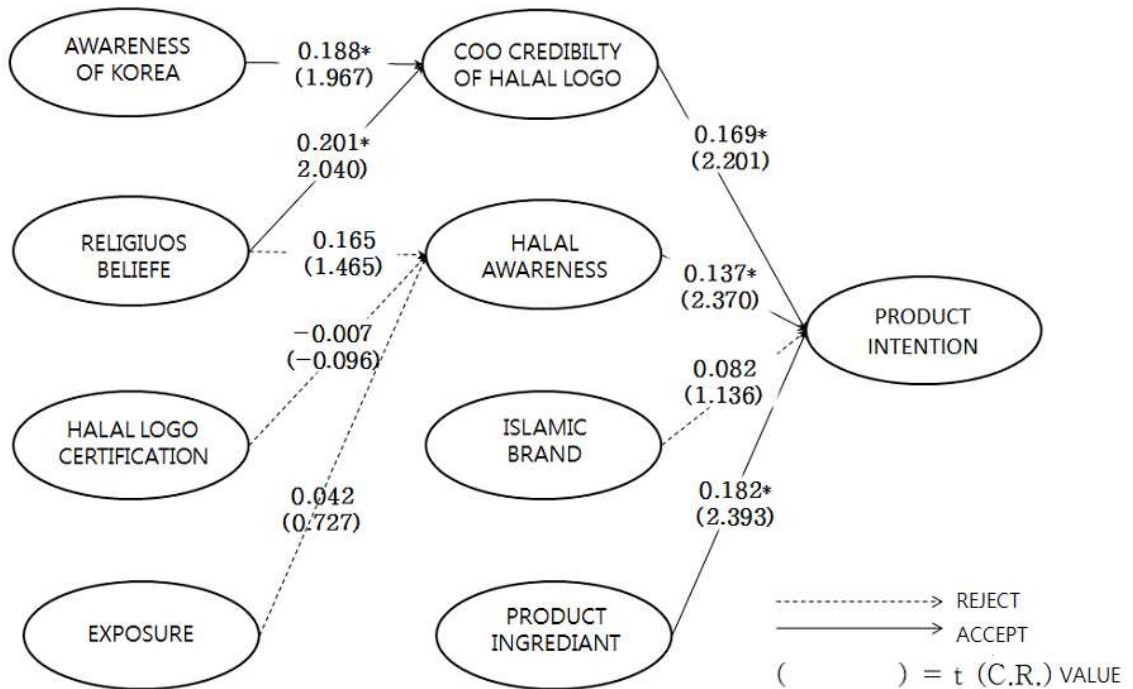 AWARENESS
OF KOREA
0.188*
(1.967)
COO CREDIBILTY
OF HALAL LOGO
0.201*
2.040)
0.169*
(2.201)
RELIGIUOS
BELIEFE
0.165
(1.465)
HALAL
AWARENESS
0.137*
(2.370)
PRODUCT
INTENTION
−0.007
(−0.096)
0.082
(1.136)
HALAL LOGO
CERTIFICATION
ISLAMIC
BRAND
0.042
(0.727)
0.182*
(2.393)
EXPOSURE
PRODUCT
INGREDIANT
REJECT
ACCEPT
( ) = t (C.R.) VALUE